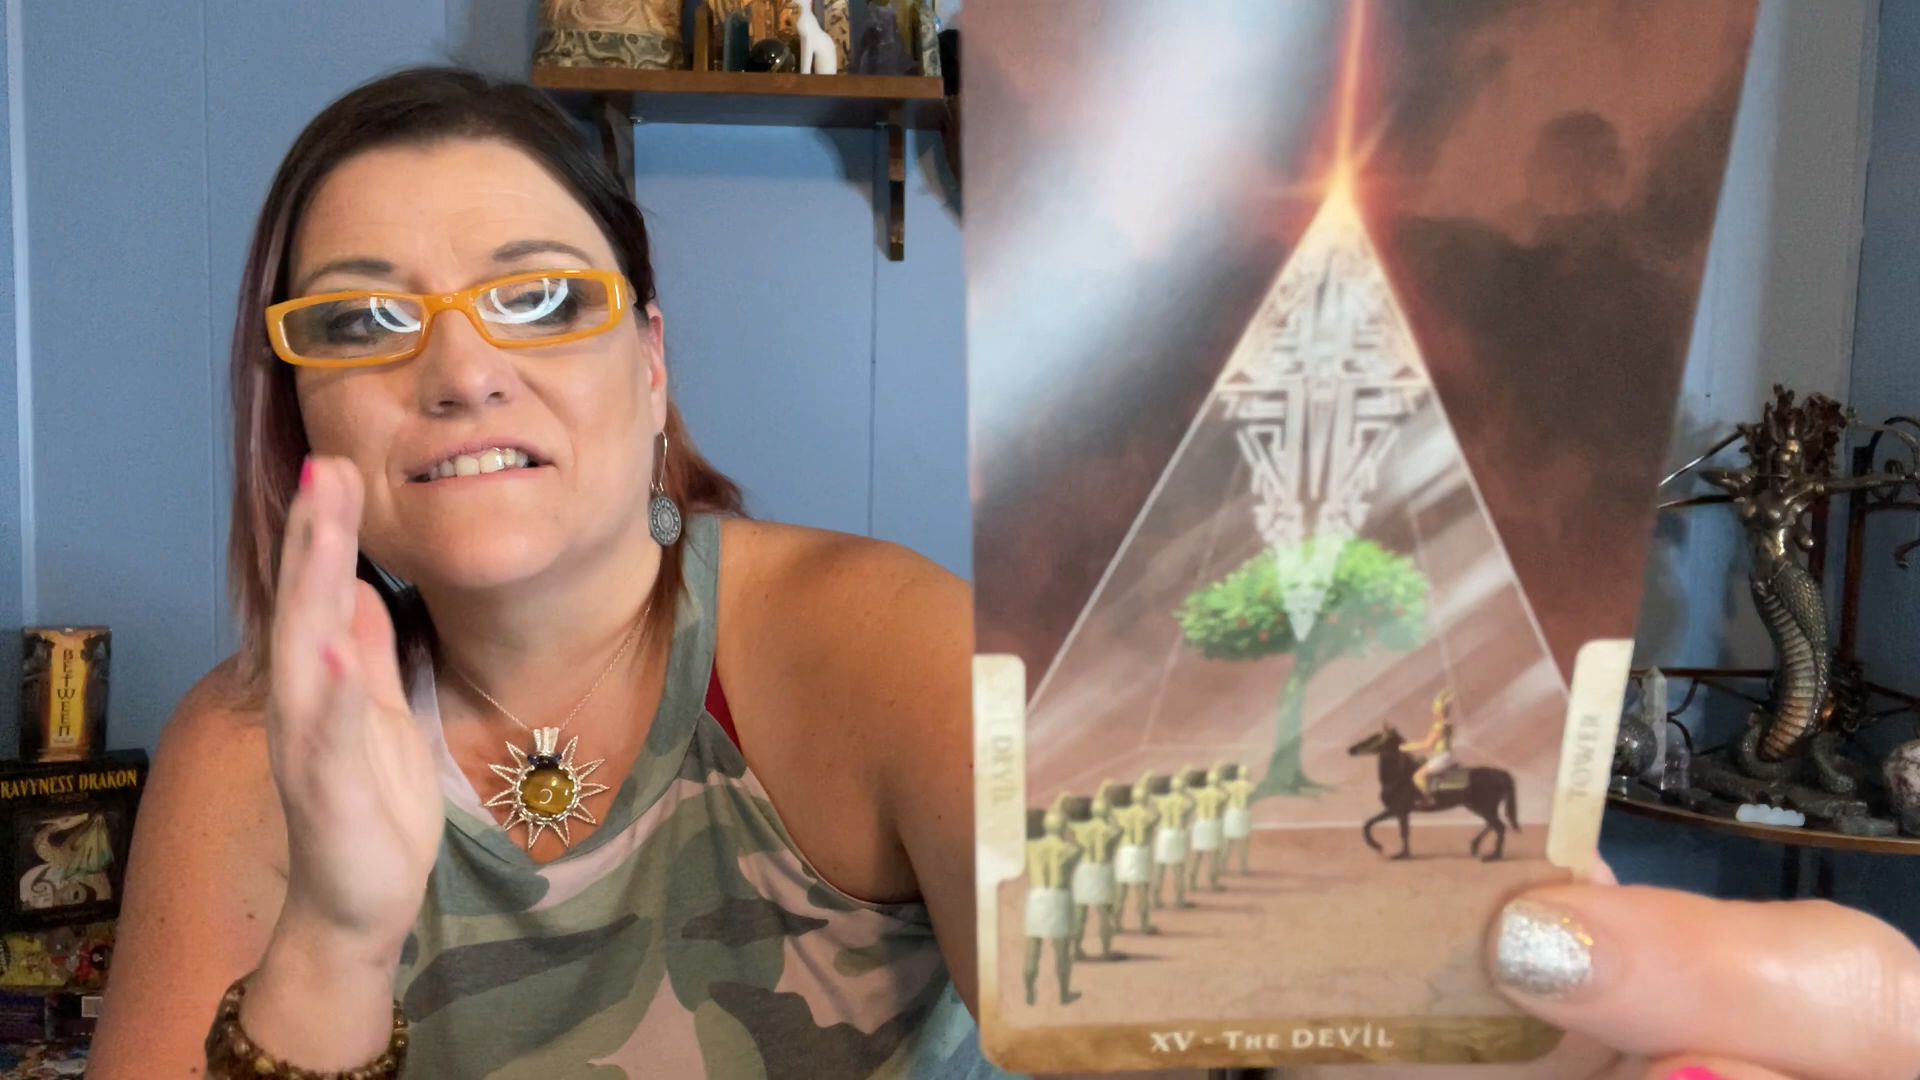 BETWEEN
RAVYNESS DRAKON
DEVIL
TOWER
XV - THE DEVIL